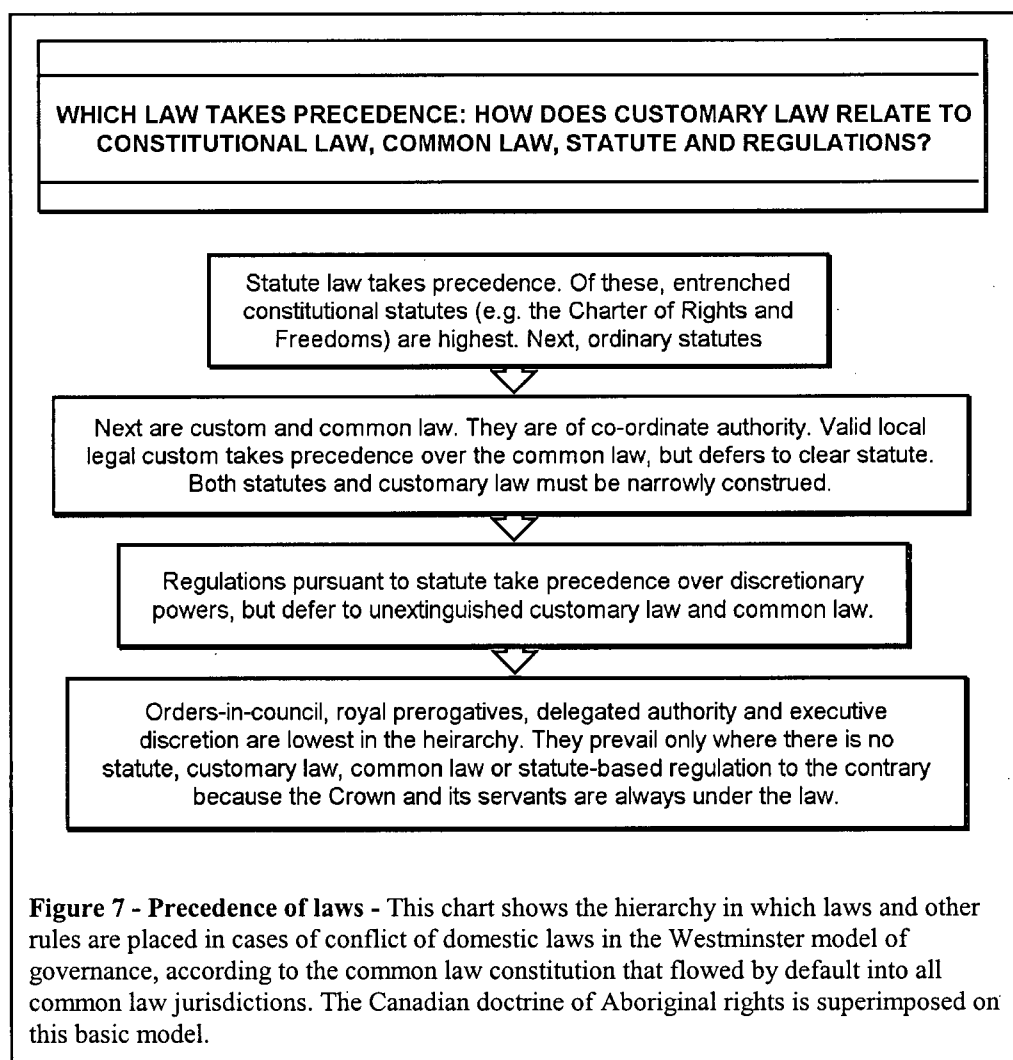 WHICH LAW TAKES PRECEDENCE: HOW DOES CUSTOMARY LAW RELATE TO
CONSTITUTIONAL LAW, COMMON LAW, STATUTE AND REGULATIONS?
Statute law takes precedence. Of these, entrenched
constitutional statutes (e.g. the Charter of Rights and
Freedoms) are highest. Next, ordinary statutes
Next are custom and common law. They are of co-ordinate authority. Valid local
legal custom takes precedence over the common law, but defers to clear statute.
Both statutes and customary law must be narrowly construed.
Regulations pursuant to statute take precedence over discretionary
powers, but defer to unextinguished customary law and common law.
Orders-in-council, royal prerogatives, delegated authority and executive
discretion are lowest in the heirarchy. They prevail only where there is no
statute, customary law, common law or statute-based regulation to the contrary
because the Crown and its servants are always under the law.
Figure 7 - Precedence of laws - This chart shows the hierarchy in which laws and other
rules are placed in cases of conflict of domestic laws in the Westminster model of
governance, according to the common law constitution that flowed by default into all
common law jurisdictions. The Canadian doctrine of Aboriginal rights is superimposed on
this basic model.